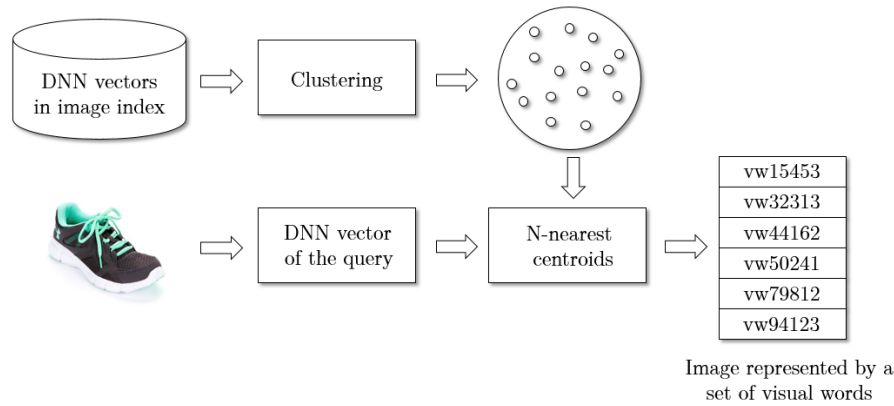 DNN vectors
in image index
Clustering
DNN vector
of the query
N-nearest
centroids
vw15453
vw32313
vw44162
vw50241
vw79812
vw94123
Image represented by a
set of visual words